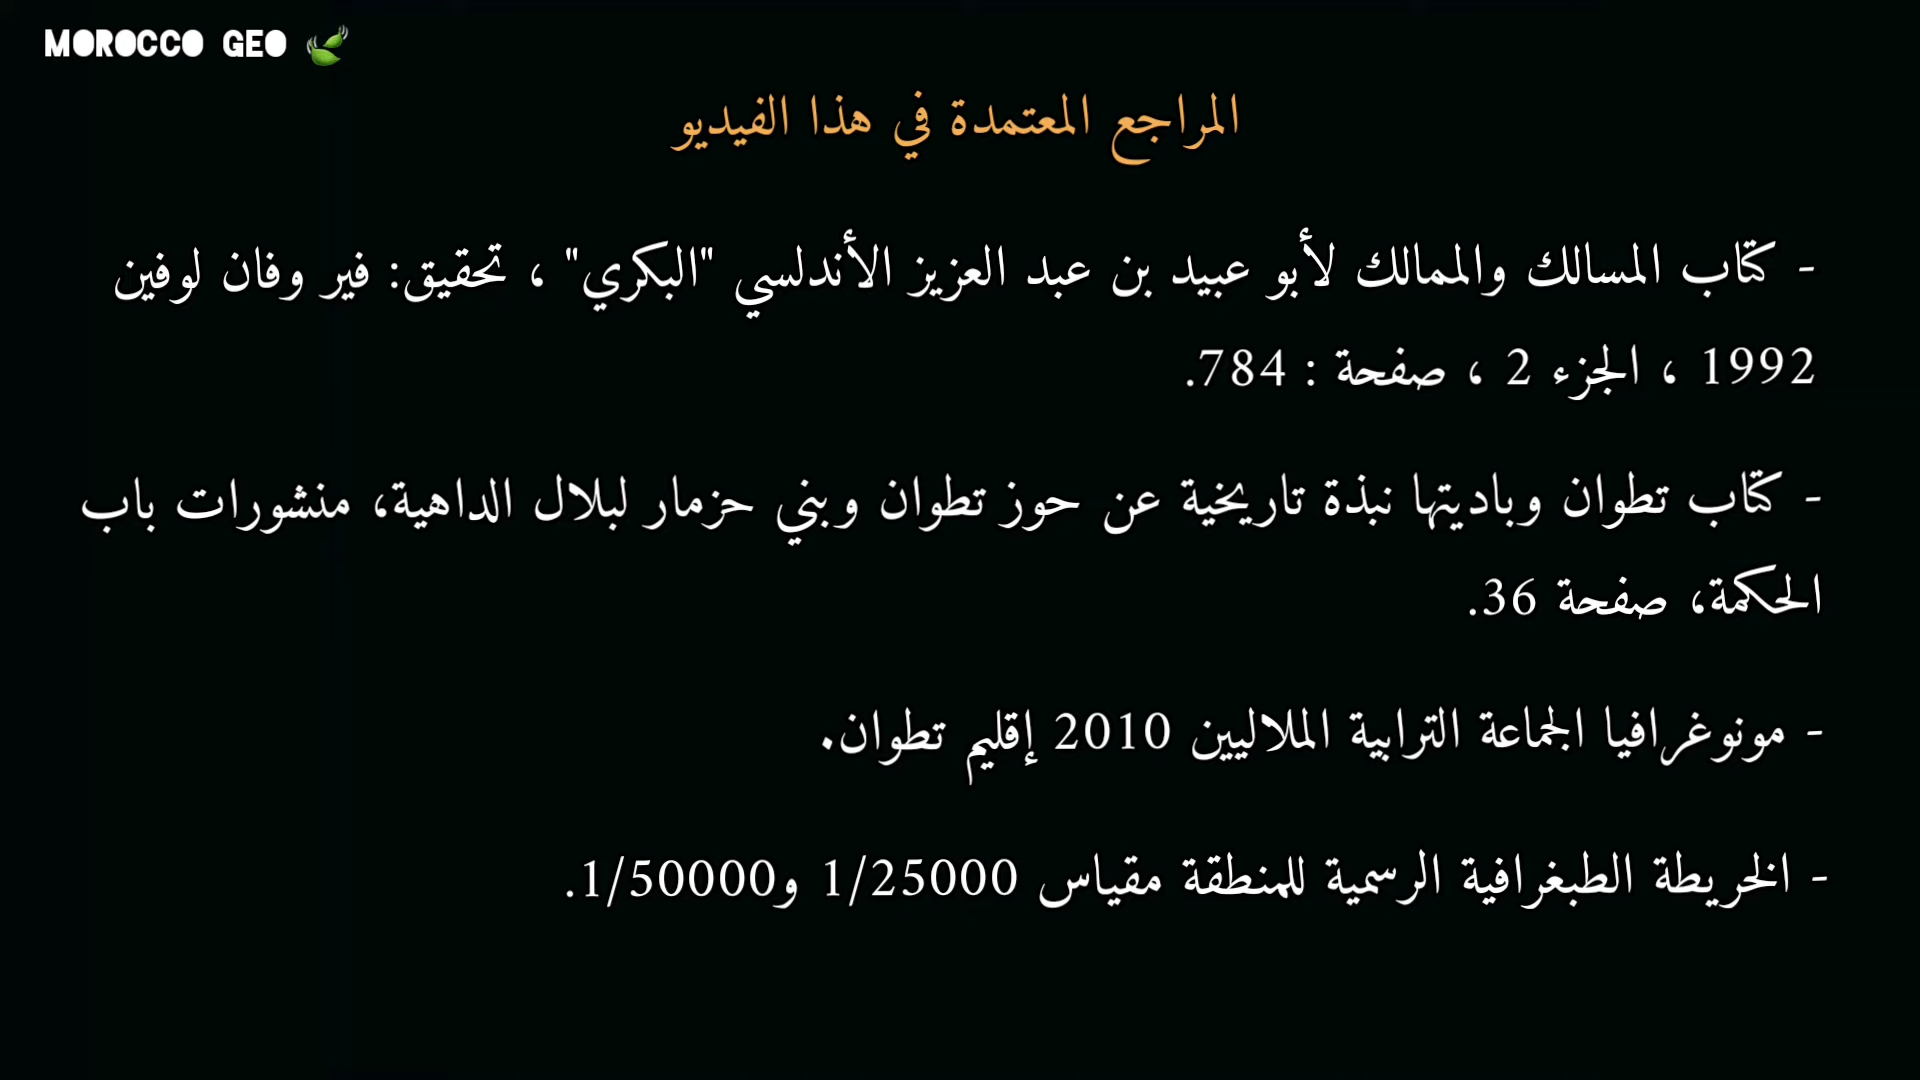 MOROCCO GEO
المراجع المعتمدة في هذا الفيديو
- كتاب المسالك والممالك لأبو عبيد بن عبد العزيز الأندلسي "البكري" ، تحقيق: فير وفان لوفين
1992 ، الجزء 2 ، صفحة : 784.
- كتاب تطوان وباديتها نبذة تاريخية عن حوز تطوان وبني حزمار لبلال الداهية، منشورات باب
الحكمة، صفحة 36.
- مونوغرافيا الجماعة الترابية الملاليين 2010 إقليم تطوان.
- الخريطة الطبغرافية الرسمية للمنطقة مقياس 1/25000 و1/50000.